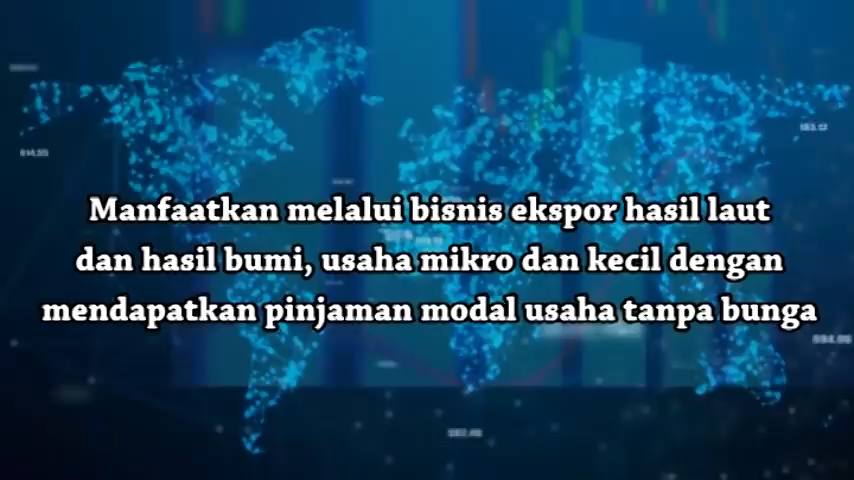 Manfaatkan melalui bisnis ekspor hasil laut
dan hasil bumi, usaha mikro dan kecil dengan
mendapatkan pinjaman modal usaha tanpa bunga